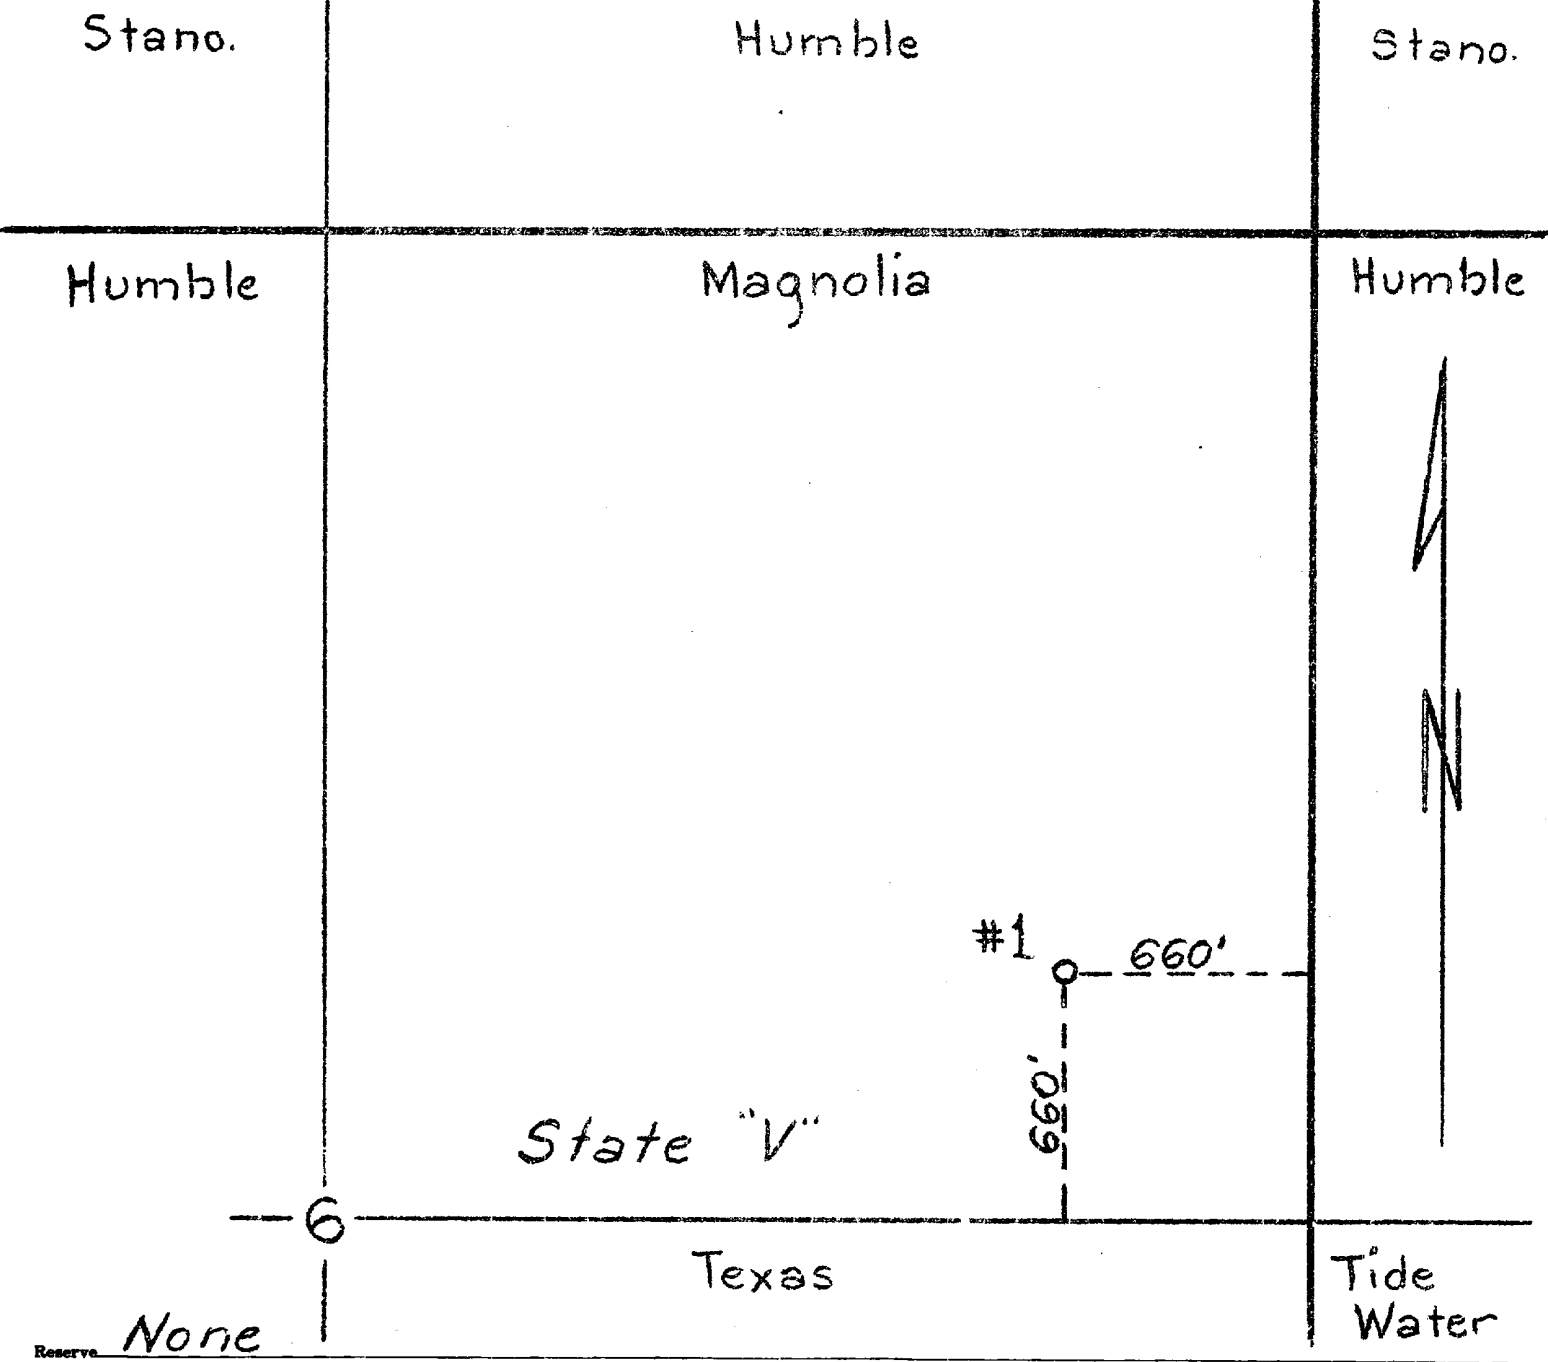 Stano. Humble Stano.
Humble Magnolia Humble
N
#1 660'
660'
State "V"
6
Texas Tide
Water
Reserve None